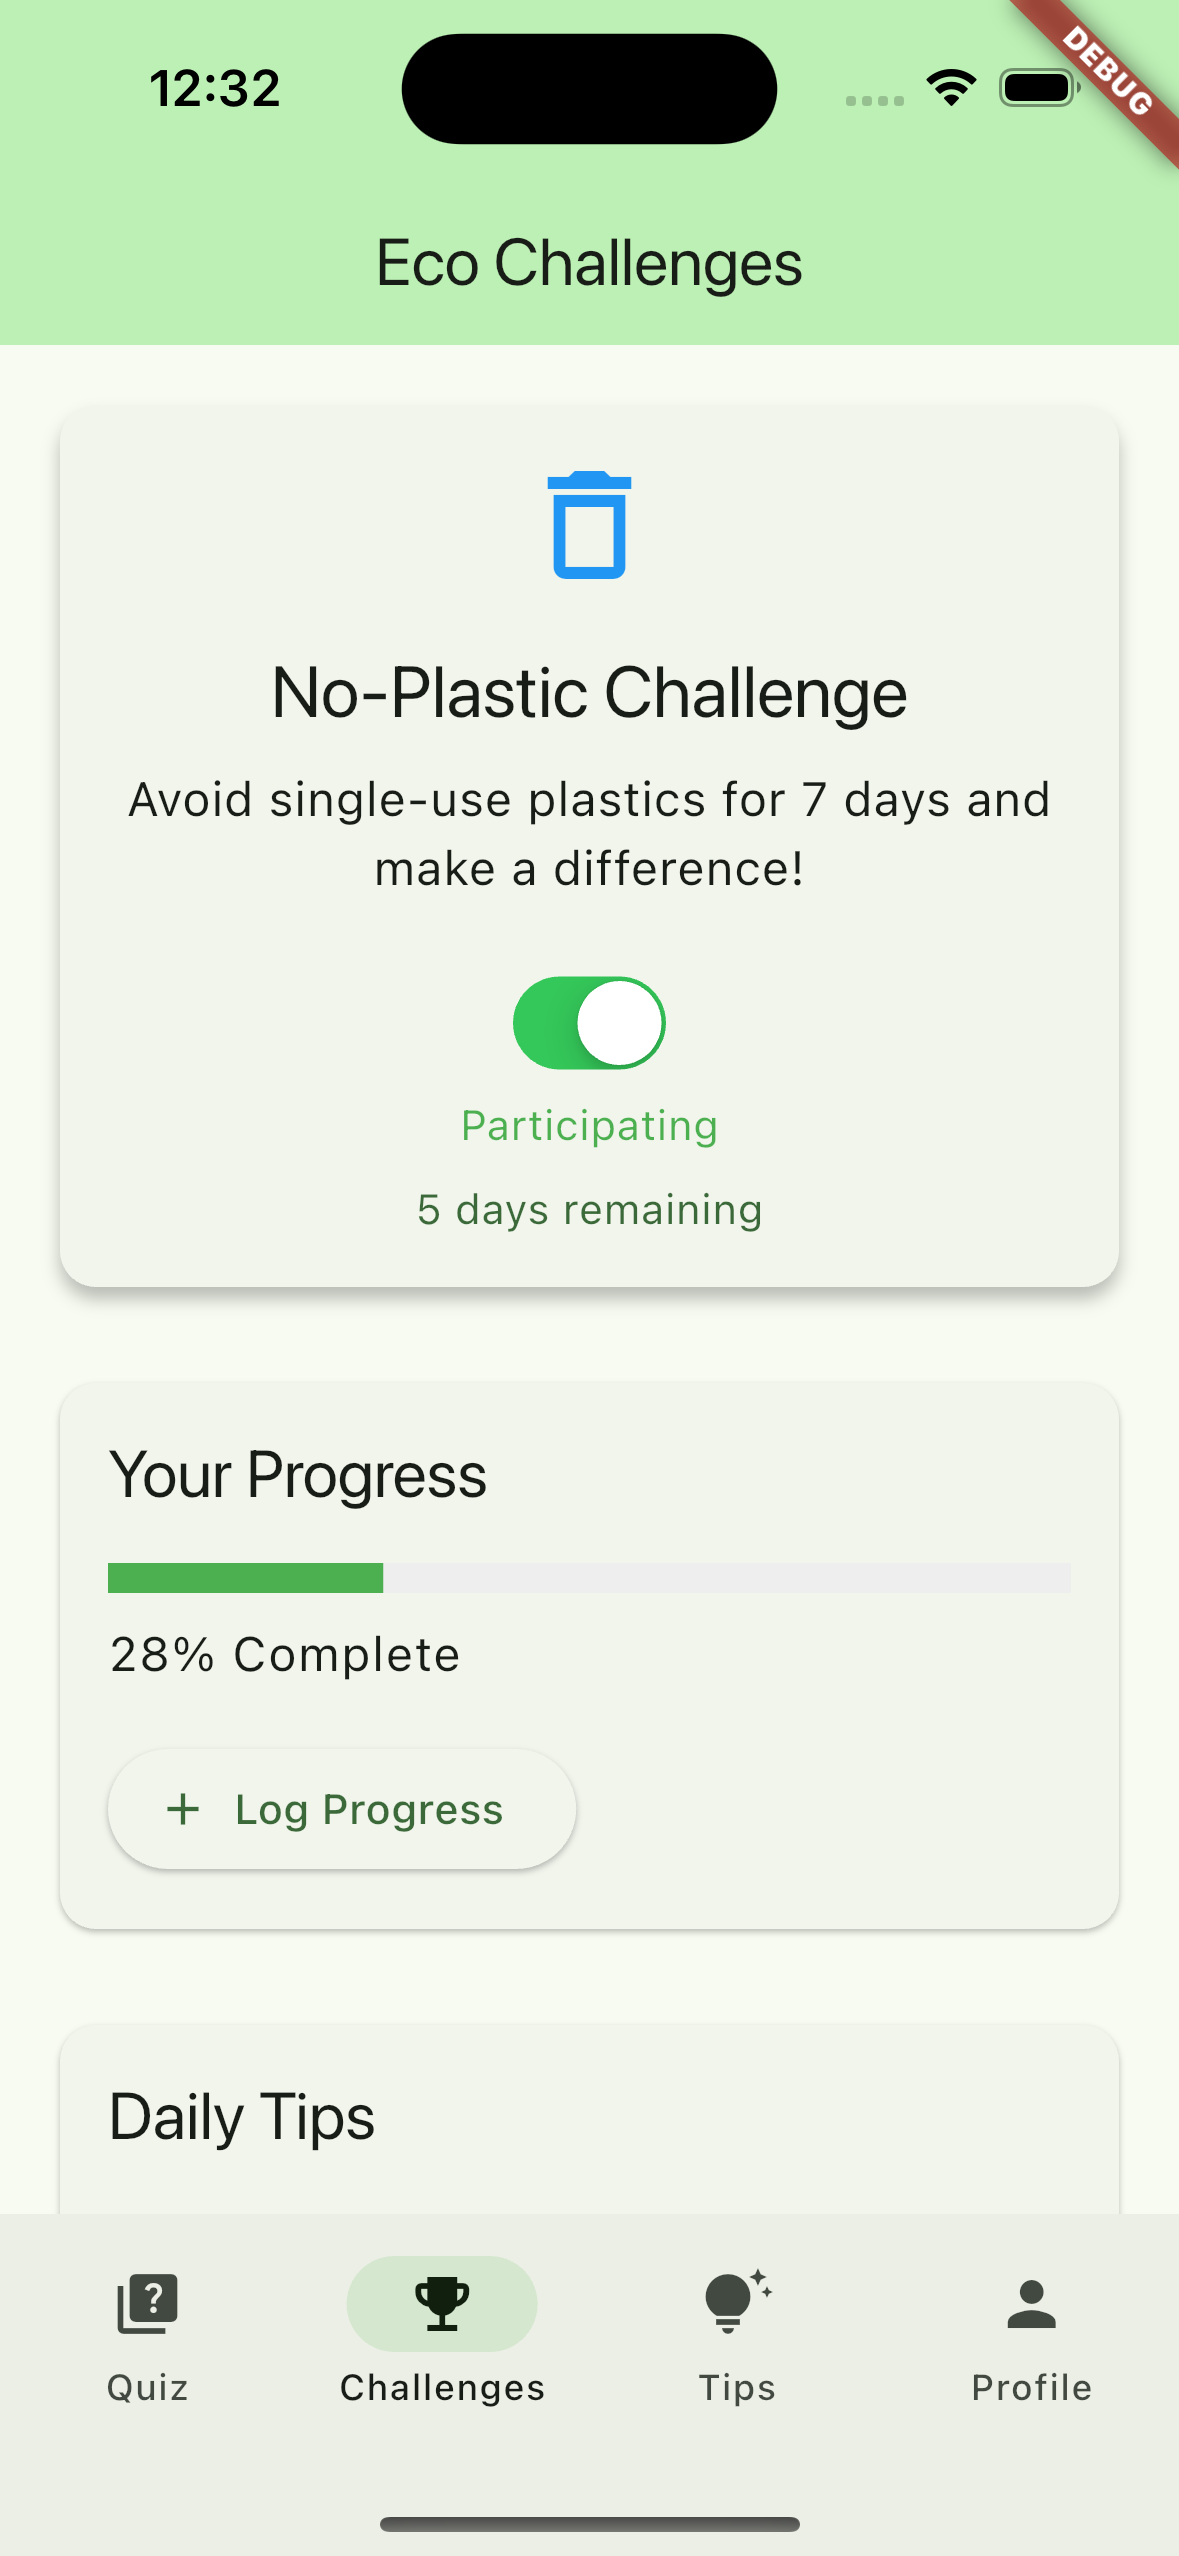 12:32
DEBUG
Eco Challenges
No-Plastic Challenge
Avoid single-use plastics for 7 days and
make a difference!
Participating
5 days remaining
Your Progress
28% Complete
+ Log Progress
Daily Tips
Quiz
Challenges
Tips
Profile